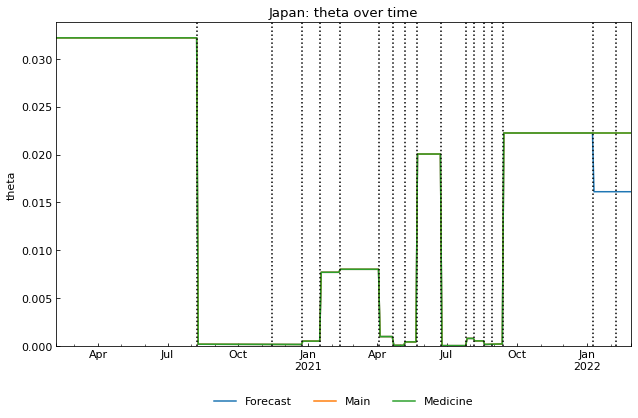 Japan: theta over time
theta
0.030
0.025
0.020
0.015
0.010
0.005
0.000
Apr Jul Oct Jan Apr Jul Oct Jan
2021 2022
Forecast Main Medicine